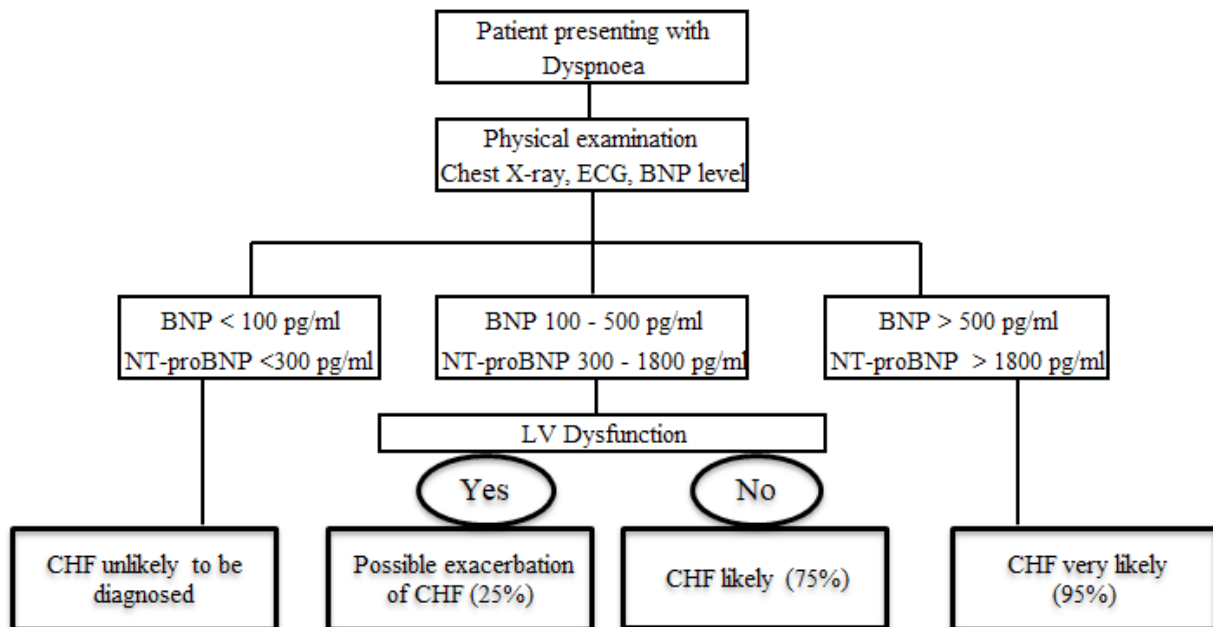 Patient presenting with
Dyspnoea
Physical examination
Chest X-ray, ECG, BNP level
BNP < 100 pg/ml
NT-proBNP <300 pg/ml
BNP 100 - 500 pg/ml
NT-proBNP 300 - 1800 pg/ml
BNP > 500 pg/ml
NT-proBNP > 1800 pg/ml
LV Dysfunction
Yes
No
CHF unlikely to be
diagnosed
Possible exacerbation
of CHF (25%)
CHF likely (75%)
CHF very likely
(95%)